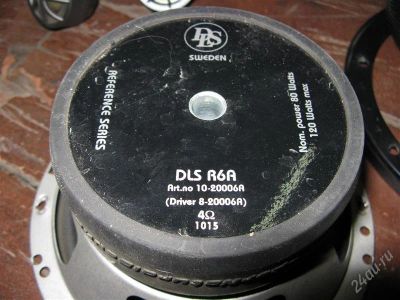 DLS
SWEDEN
REFERENCE SERIES
Nom. power 80 Watts
120 Watts max
DLS R6A
Art.no 10-20006A
(Driver 8-20006A)
4Ω
1015
24au.ru